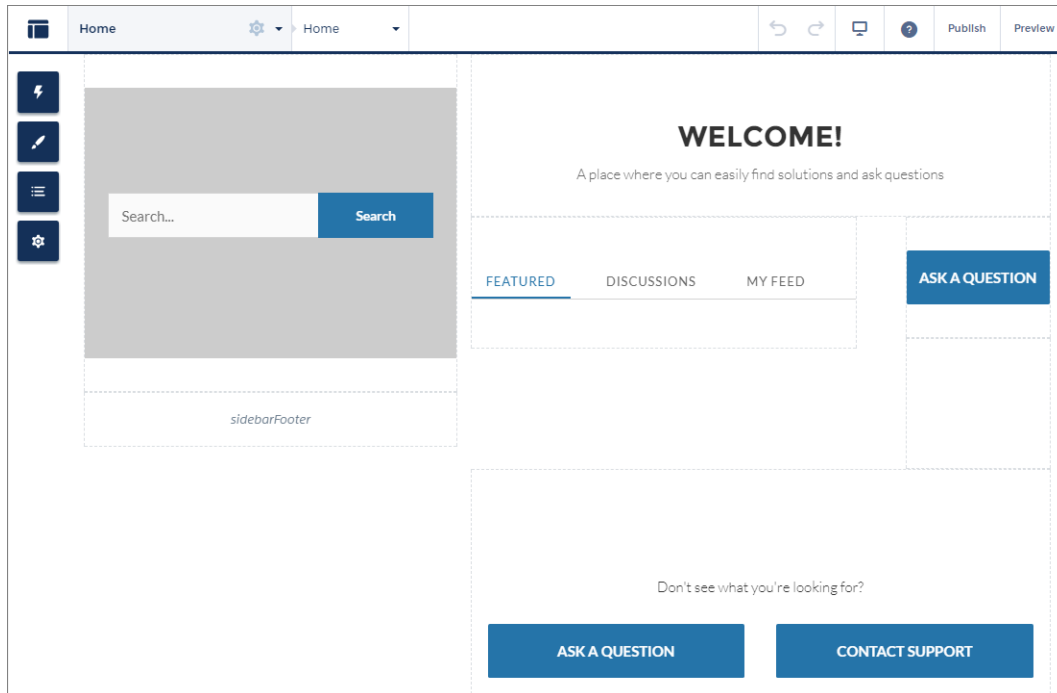 Home
Home
?
Publish
Preview
Search...
Search
sidebarFooter
WELCOME!
A place where you can easily find solutions and ask questions
FEATURED DISCUSSIONS MY FEED
ASK A QUESTION
Don't see what you're looking for?
ASK A QUESTION
CONTACT SUPPORT